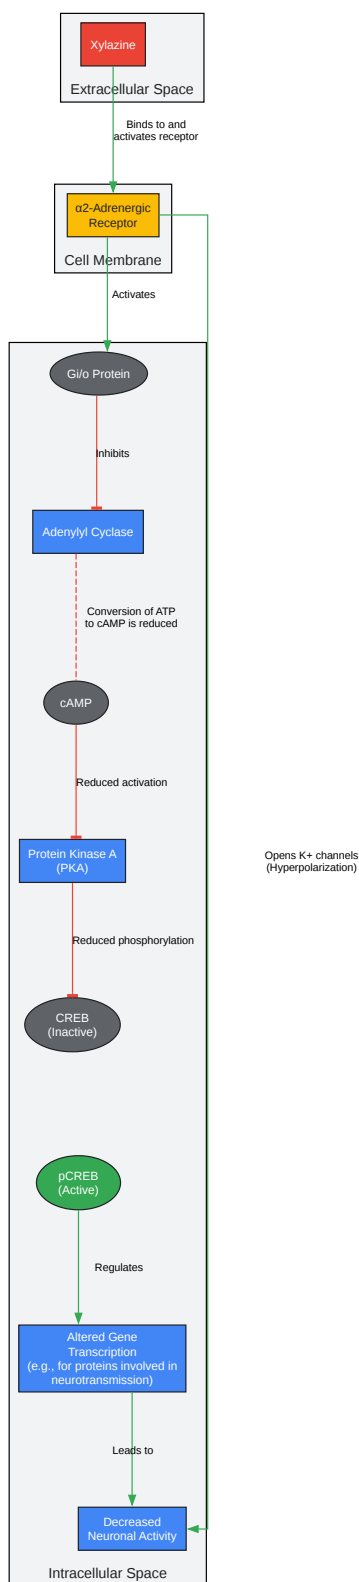 Xylazine
Extracellular Space
Binds to and
activates receptor
α2-Adrenergic
Receptor
Cell Membrane
Activates
Gi/o Protein
Inhibits
Adenylyl Cyclase
Conversion of ATP
to cAMP is reduced
cAMP
Reduced activation
Protein Kinase A
(PKA)
Opens K+ channels
(Hyperpolarization)
Reduced phosphorylation
CREB
(Inactive)
pCREB
(Active)
Regulates
Altered Gene
Transcription
(e.g., for proteins involved in
neurotransmission)
Leads to
Decreased
Neuronal Activity
Intracellular Space